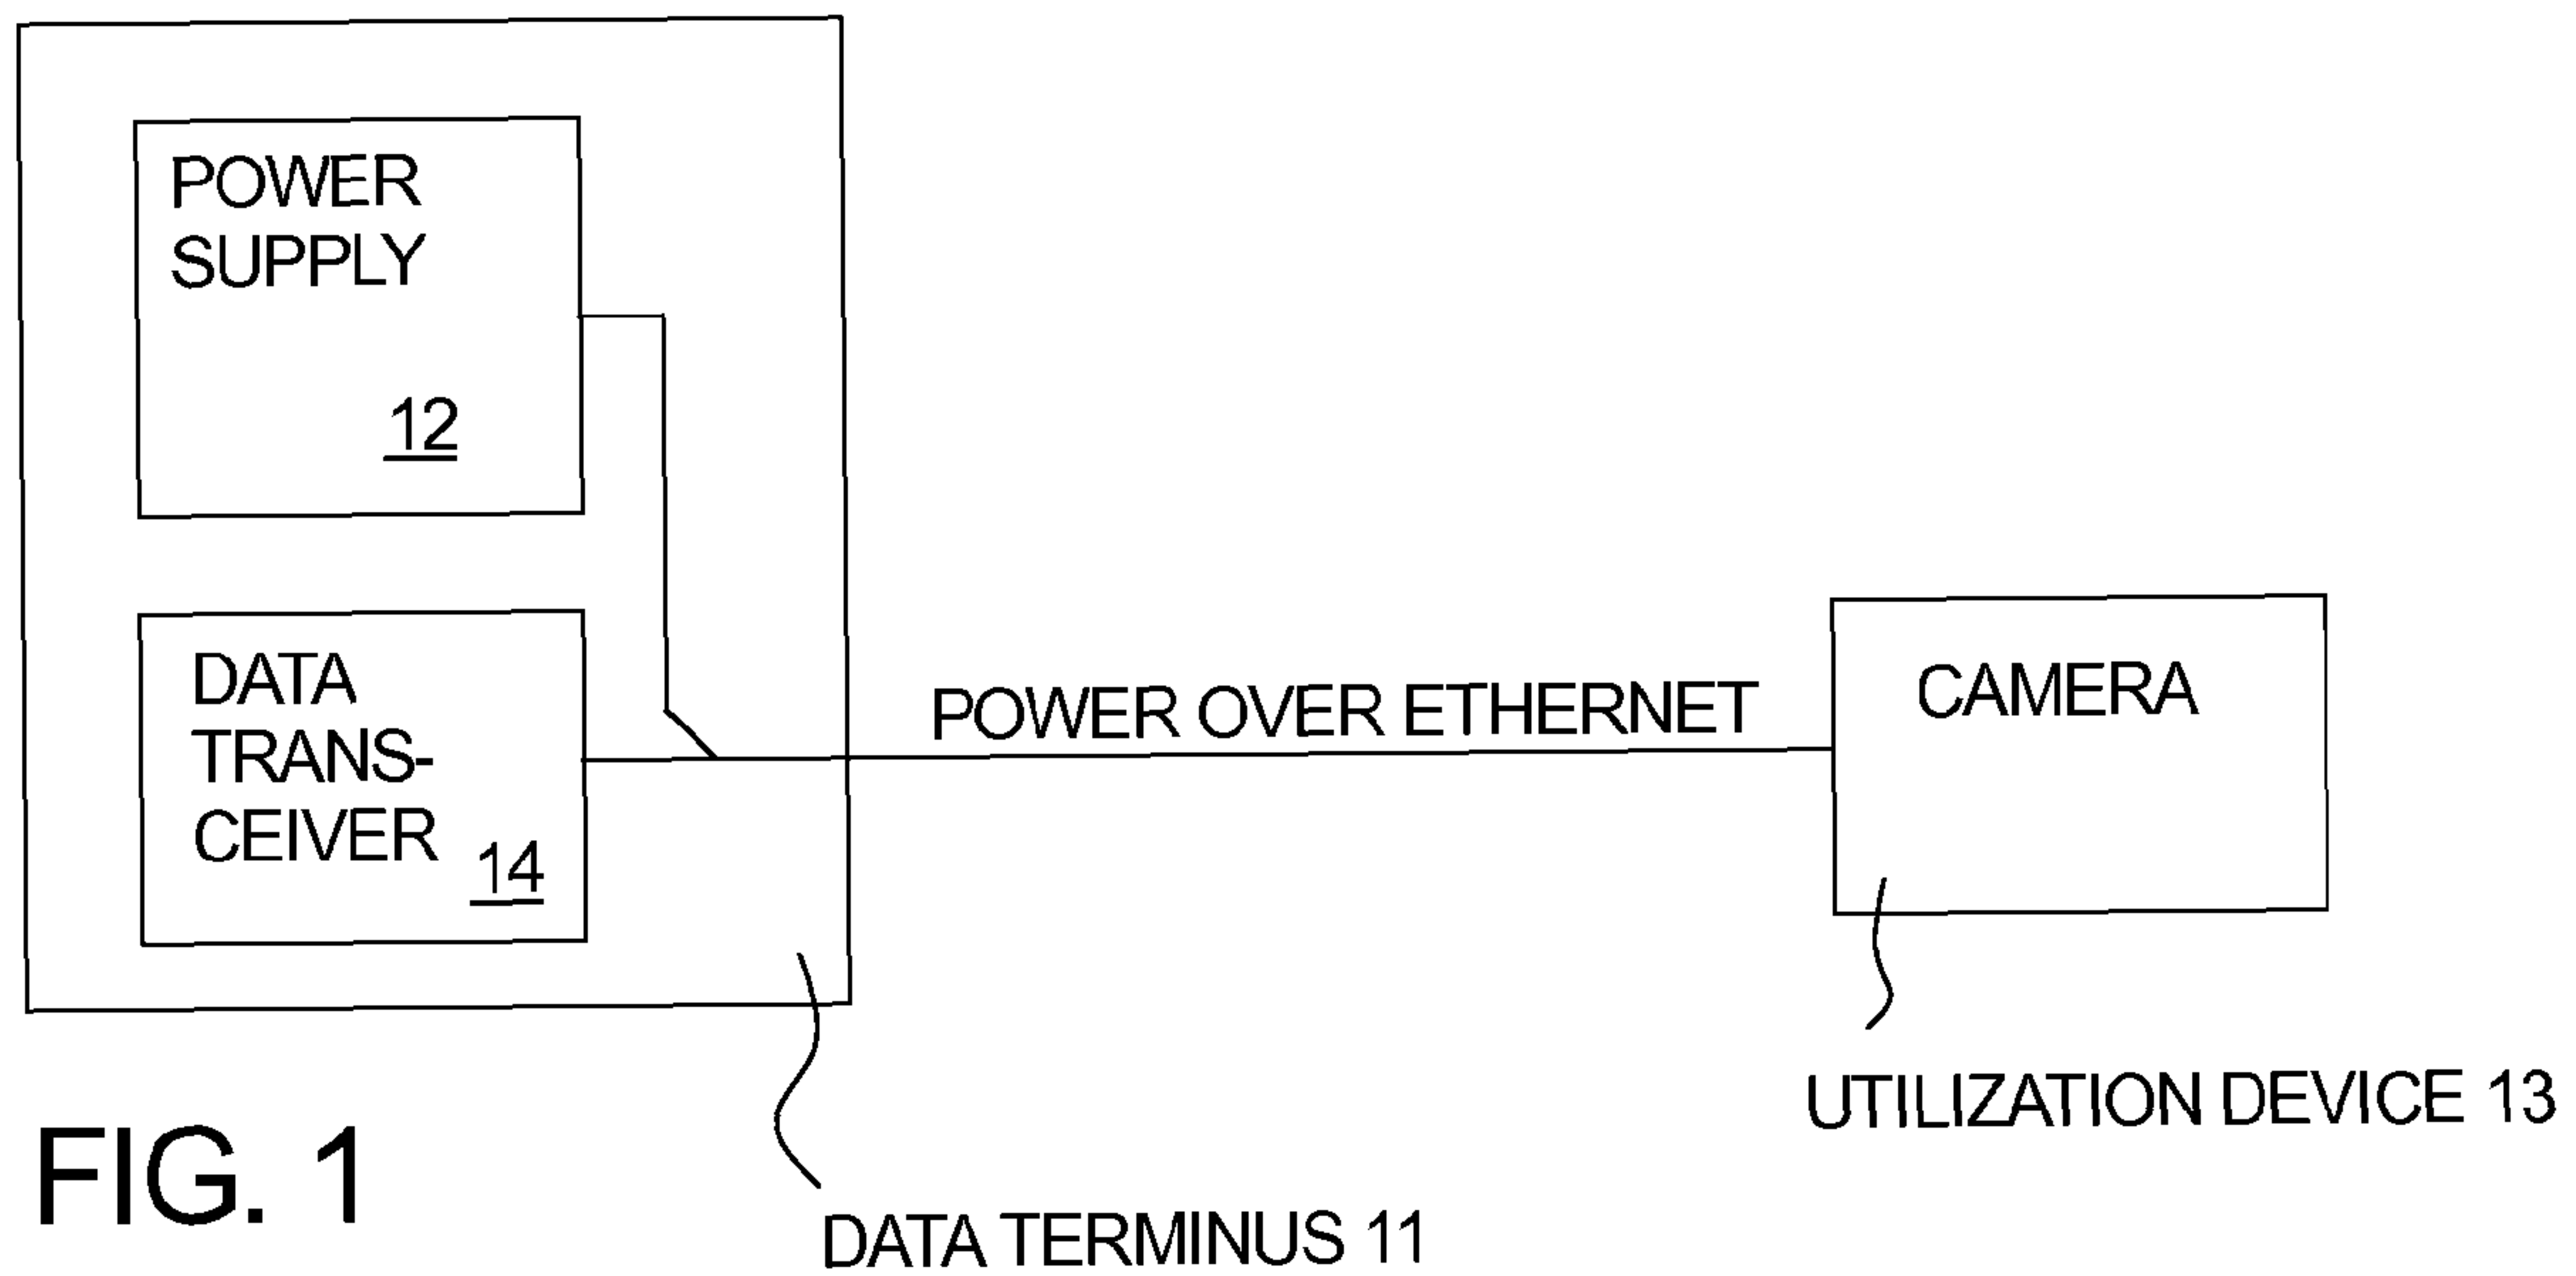 POWER
SUPPLY
12
DATA
TRANS-
CEIVER
14
POWER OVER ETHERNET
CAMERA
UTILIZATION DEVICE 13
DATA TERMINUS 11
FIG. 1